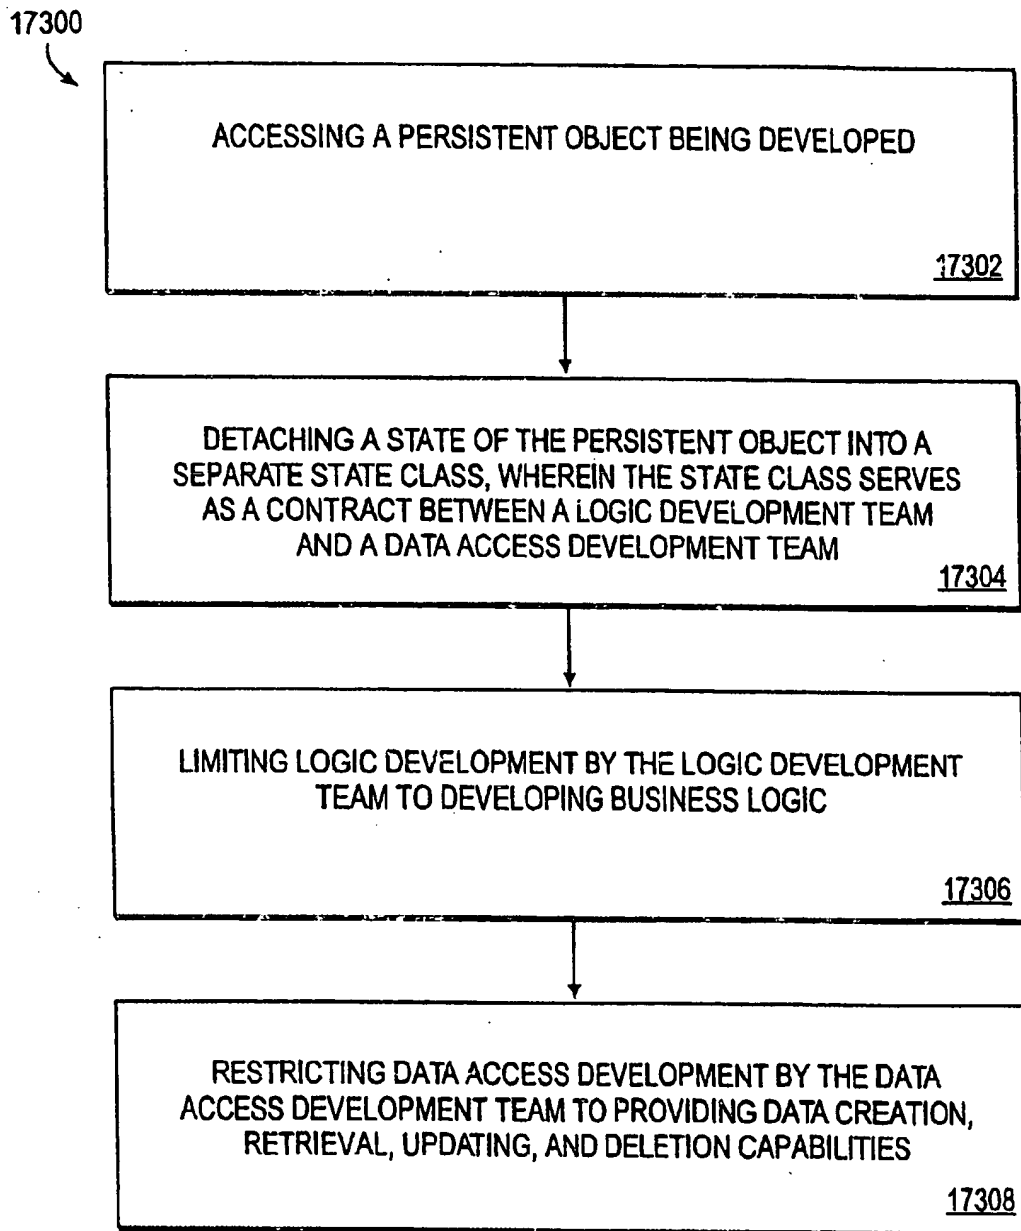 17300
ACCESSING A PERSISTENT OBJECT BEING DEVELOPED
17302
DETACHING A STATE OF THE PERSISTENT OBJECT INTO A
SEPARATE STATE CLASS, WHEREIN THE STATE CLASS SERVES
AS A CONTRACT BETWEEN A LOGIC DEVELOPMENT TEAM
AND A DATA ACCESS DEVELOPMENT TEAM
17304
LIMITING LOGIC DEVELOPMENT BY THE LOGIC DEVELOPMENT
TEAM TO DEVELOPING BUSINESS LOGIC
17306
RESTRICTING DATA ACCESS DEVELOPMENT BY THE DATA
ACCESS DEVELOPMENT TEAM TO PROVIDING DATA CREATION,
RETRIEVAL, UPDATING, AND DELETION CAPABILITIES
17308